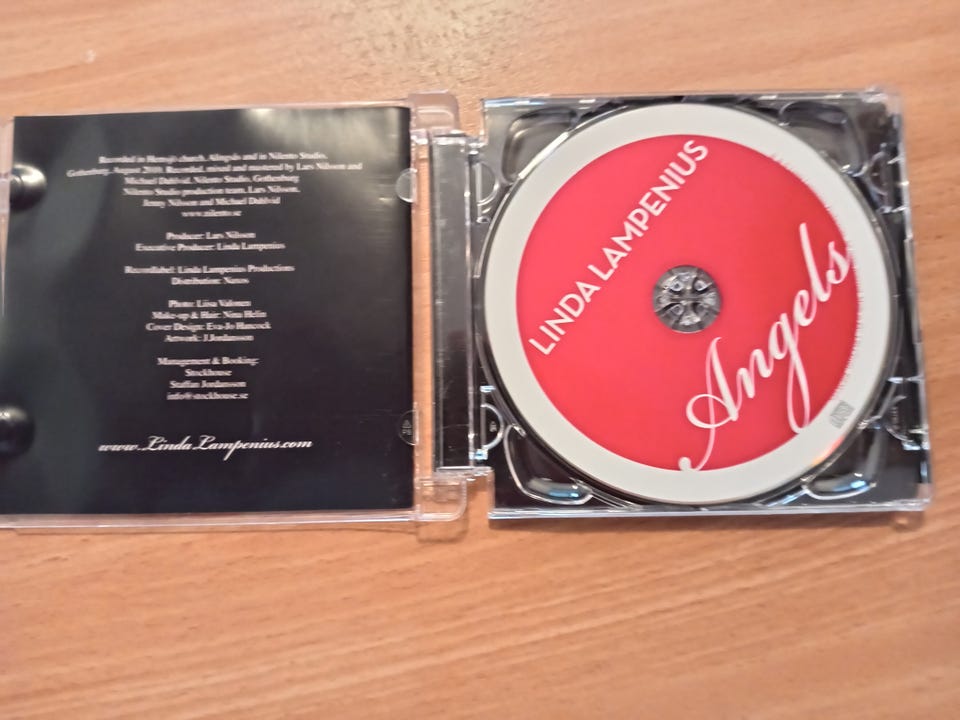 Recorded in Hemsjö church, Alingsås and in Nilento Studio,
Gothenburg, August 2010. Recorded, mixed and mastered by Lars Nilsson and
Michael Dahlvid, Nilento Studio, Gothenburg
Nilento Studio production team, Lars Nilsson,
Jenny Nilsson and Michael Dahlvid
www.nilento.se
Producer: Lars Nilsson
Executive Producer: Linda Lampenius
Recordlabel: Linda Lampenius Productions
Distribution: Naxos
Photo: Liisa Valonen
Make-up & Hair: Nina Helin
Cover Design: Eva-Jo Hancock
Artwork: J.Jordansson
Management & Booking:
Stockhouse
Staffan Jordansson
info@stockhouse.se
www.LindaLampenius.com
LINDA LAMPENIUS
Angels